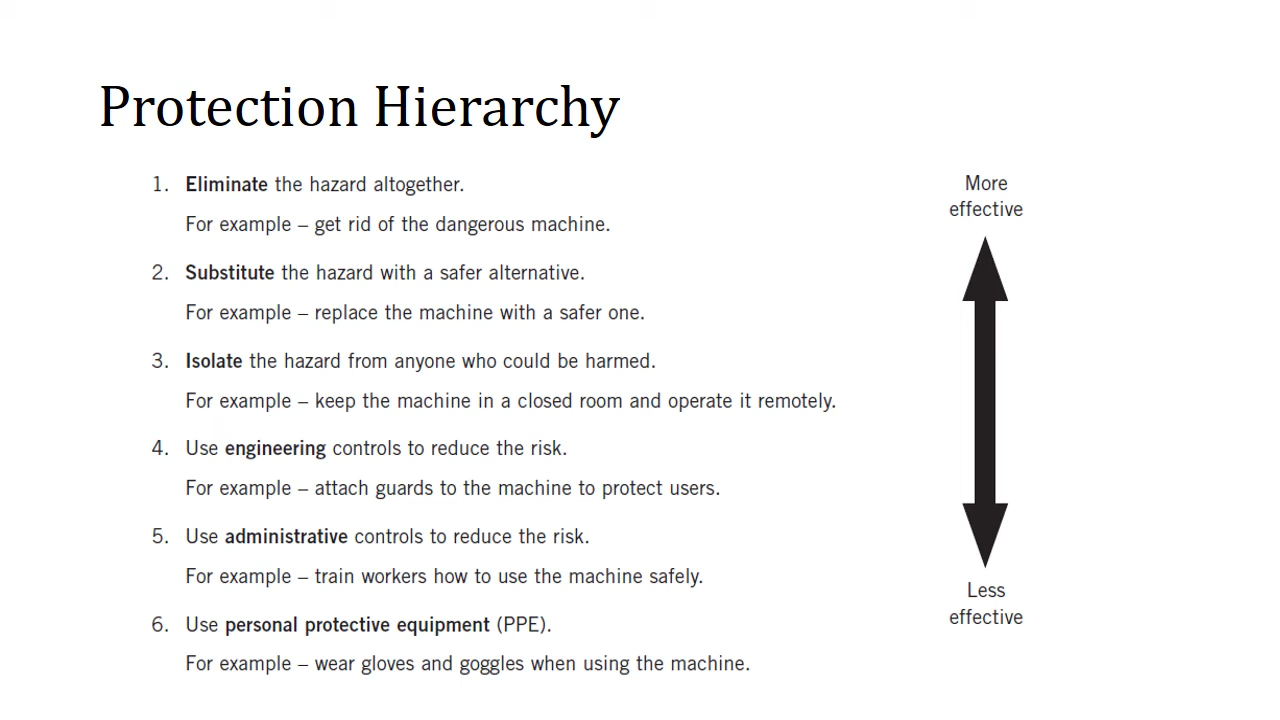 Protection Hierarchy
1. Eliminate the hazard altogether.
For example – get rid of the dangerous machine.
2. Substitute the hazard with a safer alternative.
For example – replace the machine with a safer one.
3. Isolate the hazard from anyone who could be harmed.
For example – keep the machine in a closed room and operate it remotely.
4. Use engineering controls to reduce the risk.
For example – attach guards to the machine to protect users.
5. Use administrative controls to reduce the risk.
For example – train workers how to use the machine safely.
6. Use personal protective equipment (PPE).
For example – wear gloves and goggles when using the machine.
More
effective
Less
effective